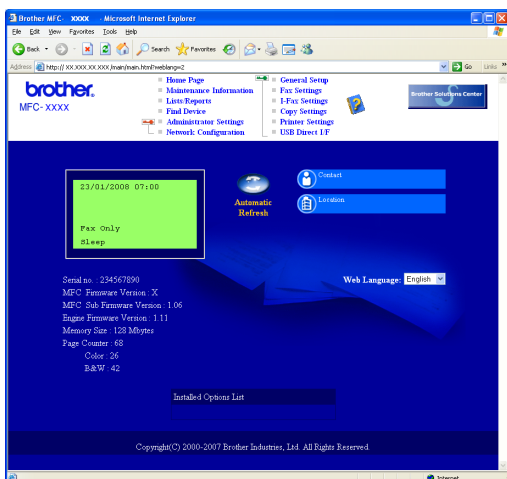 Brother MFC- XXXX - Microsoft Internet Explorer
File Edit View Favorites Tools Help
Back Search Favorites
Address http:// XX.XXX.XX.XXX /main/main.html?weblang=2 Go Links »
brother.
MFC- XXXX
Home Page
Maintenance Information
Lists/Reports
Find Device
Administrator Settings
Network Configuration
General Setup
Fax Settings
I-Fax Settings
Copy Settings
Printer Settings
USB Direct I/F
Brother Solutions Center
23/01/2008 07:00
Fax Only
Sleep
Automatic
Refresh
Contact
Location
Serial no. : 234567890
MFC Firmware Version : X
MFC Sub Firmware Version : 1.06
Engine Firmware Version : 1.11
Memory Size : 128 Mbytes
Page Counter : 68
Color : 26
B&W : 42
Web Language: English
Installed Options List
Copyright(C) 2000-2007 Brother Industries, Ltd. All Rights Reserved.
Internet